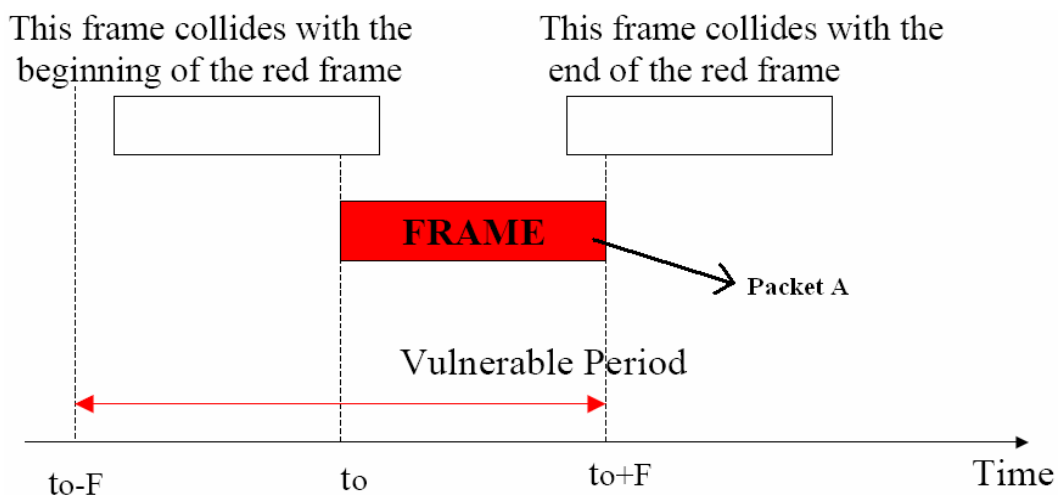 This frame collides with the
beginning of the red frame
This frame collides with the
end of the red frame
FRAME
Packet A
Vulnerable Period
to-F
to
to+F
Time